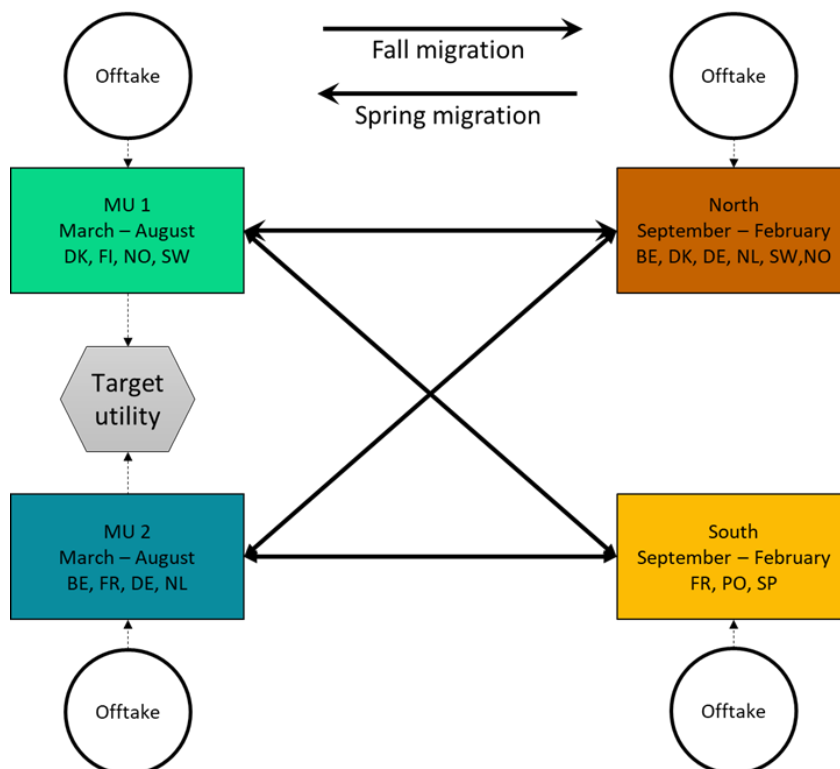 Offtake
Fall migration
Spring migration
Offtake
MU 1
March – August
DK, FI, NO, SW
North
September – February
BE, DK, DE, NL, SW,NO
Target
utility
MU 2
March – August
BE, FR, DE, NL
South
September – February
FR, PO, SP
Offtake
Offtake